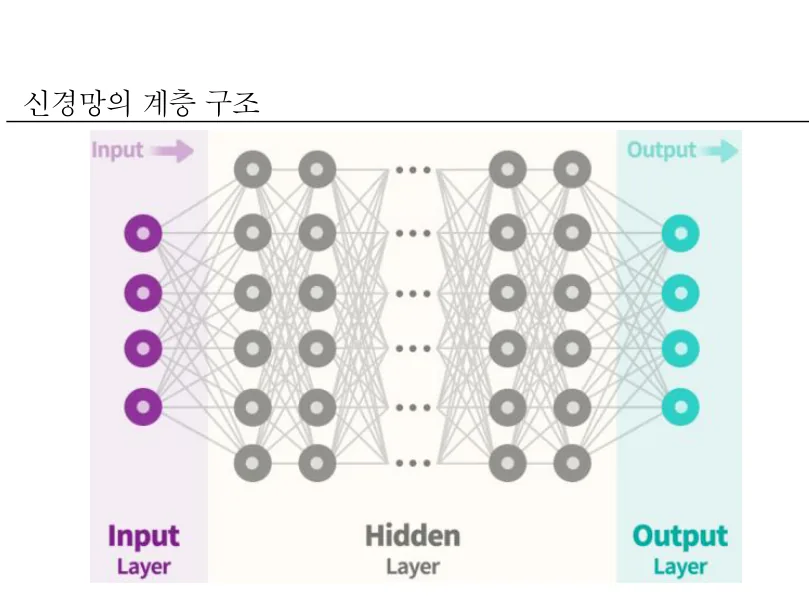 신경망의 계층 구조
Input
Output
Input
Layer
Hidden
Layer
Output
Layer